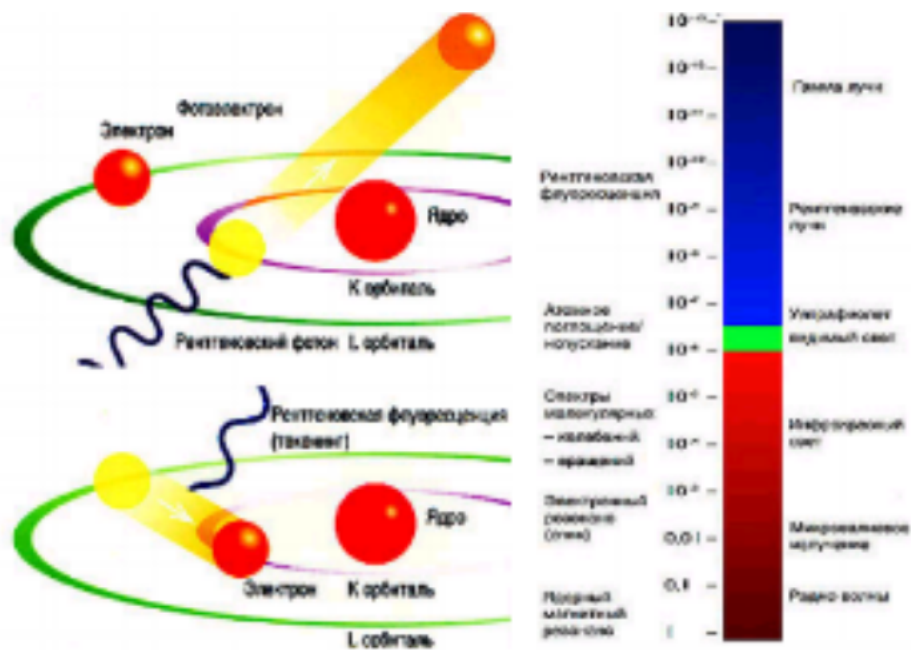 Фотоэлектрон
Электрон
Ядро
K орбиталь
Рентгеновский фотон L орбиталь
Рентгеновская флуоресценция
Ядро
Электрон K орбиталь
L орбиталь
Рентгеновская
флуоресценция
Атомное
поглощение/
испускание
Спектры
молекулярных
– колебаний
– вращений
Электронный
(спин)
Ядерный
магнитный
резонанс
0,01
0,1
1
Гамма лучи
Рентгеновские
лучи
Ультрафиолет
видимый свет
Инфракрасный
свет
Микроволновое
излучение
Радио волны